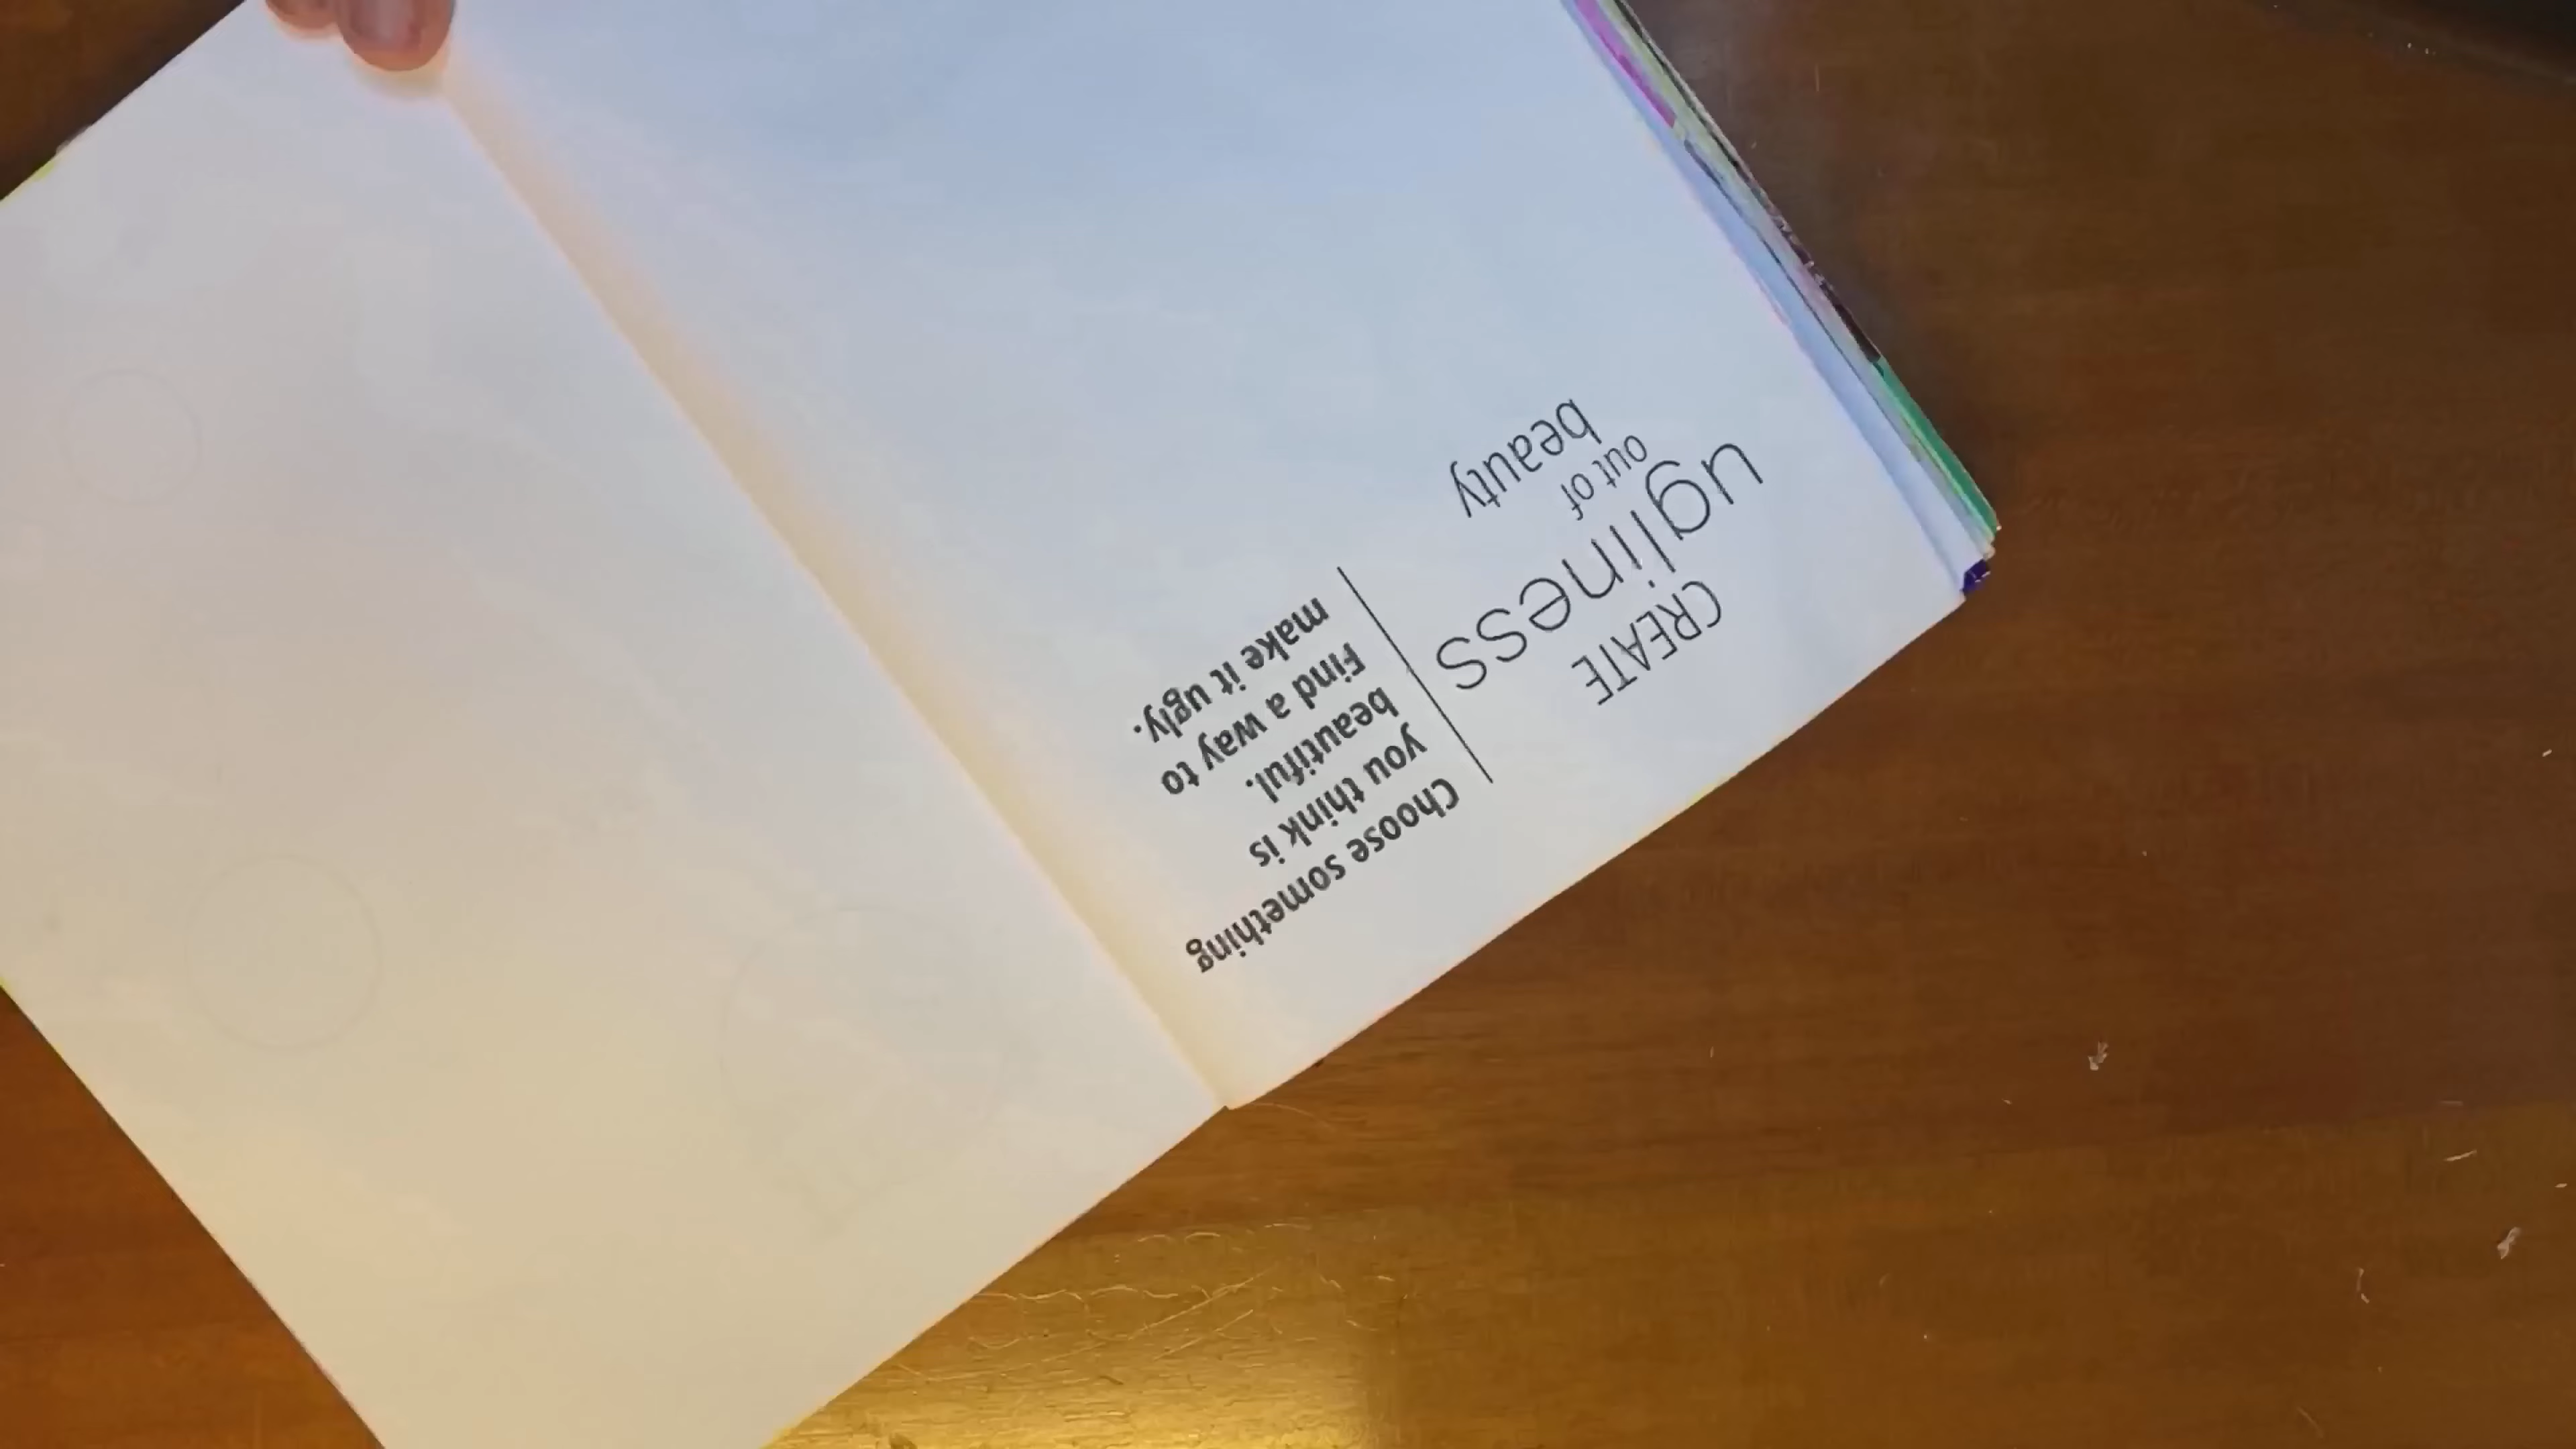 CREATE
ugliness
out of
beauty
Choose something
you think is
beautiful.
Find a way to
make it ugly.